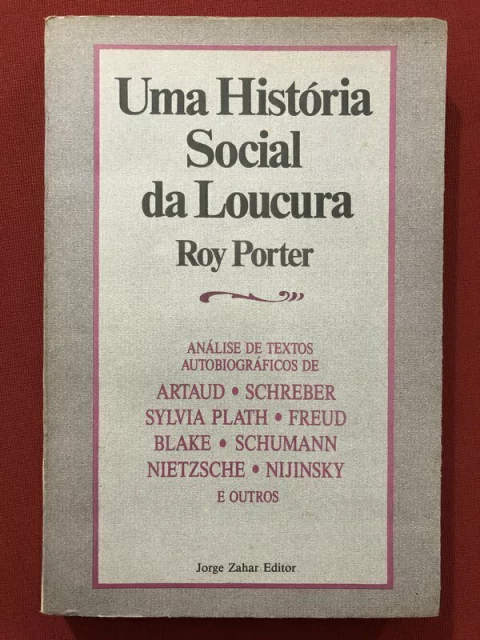 Uma História
Social
da Loucura
Roy Porter
ANÁLISE DE TEXTOS
AUTOBIOGRÁFICOS DE
ARTAUD • SCHREBER
SYLVIA PLATH • FREUD
BLAKE • SCHUMANN
NIETZSCHE • NIJINSKY
E OUTROS
Jorge Zahar Editor